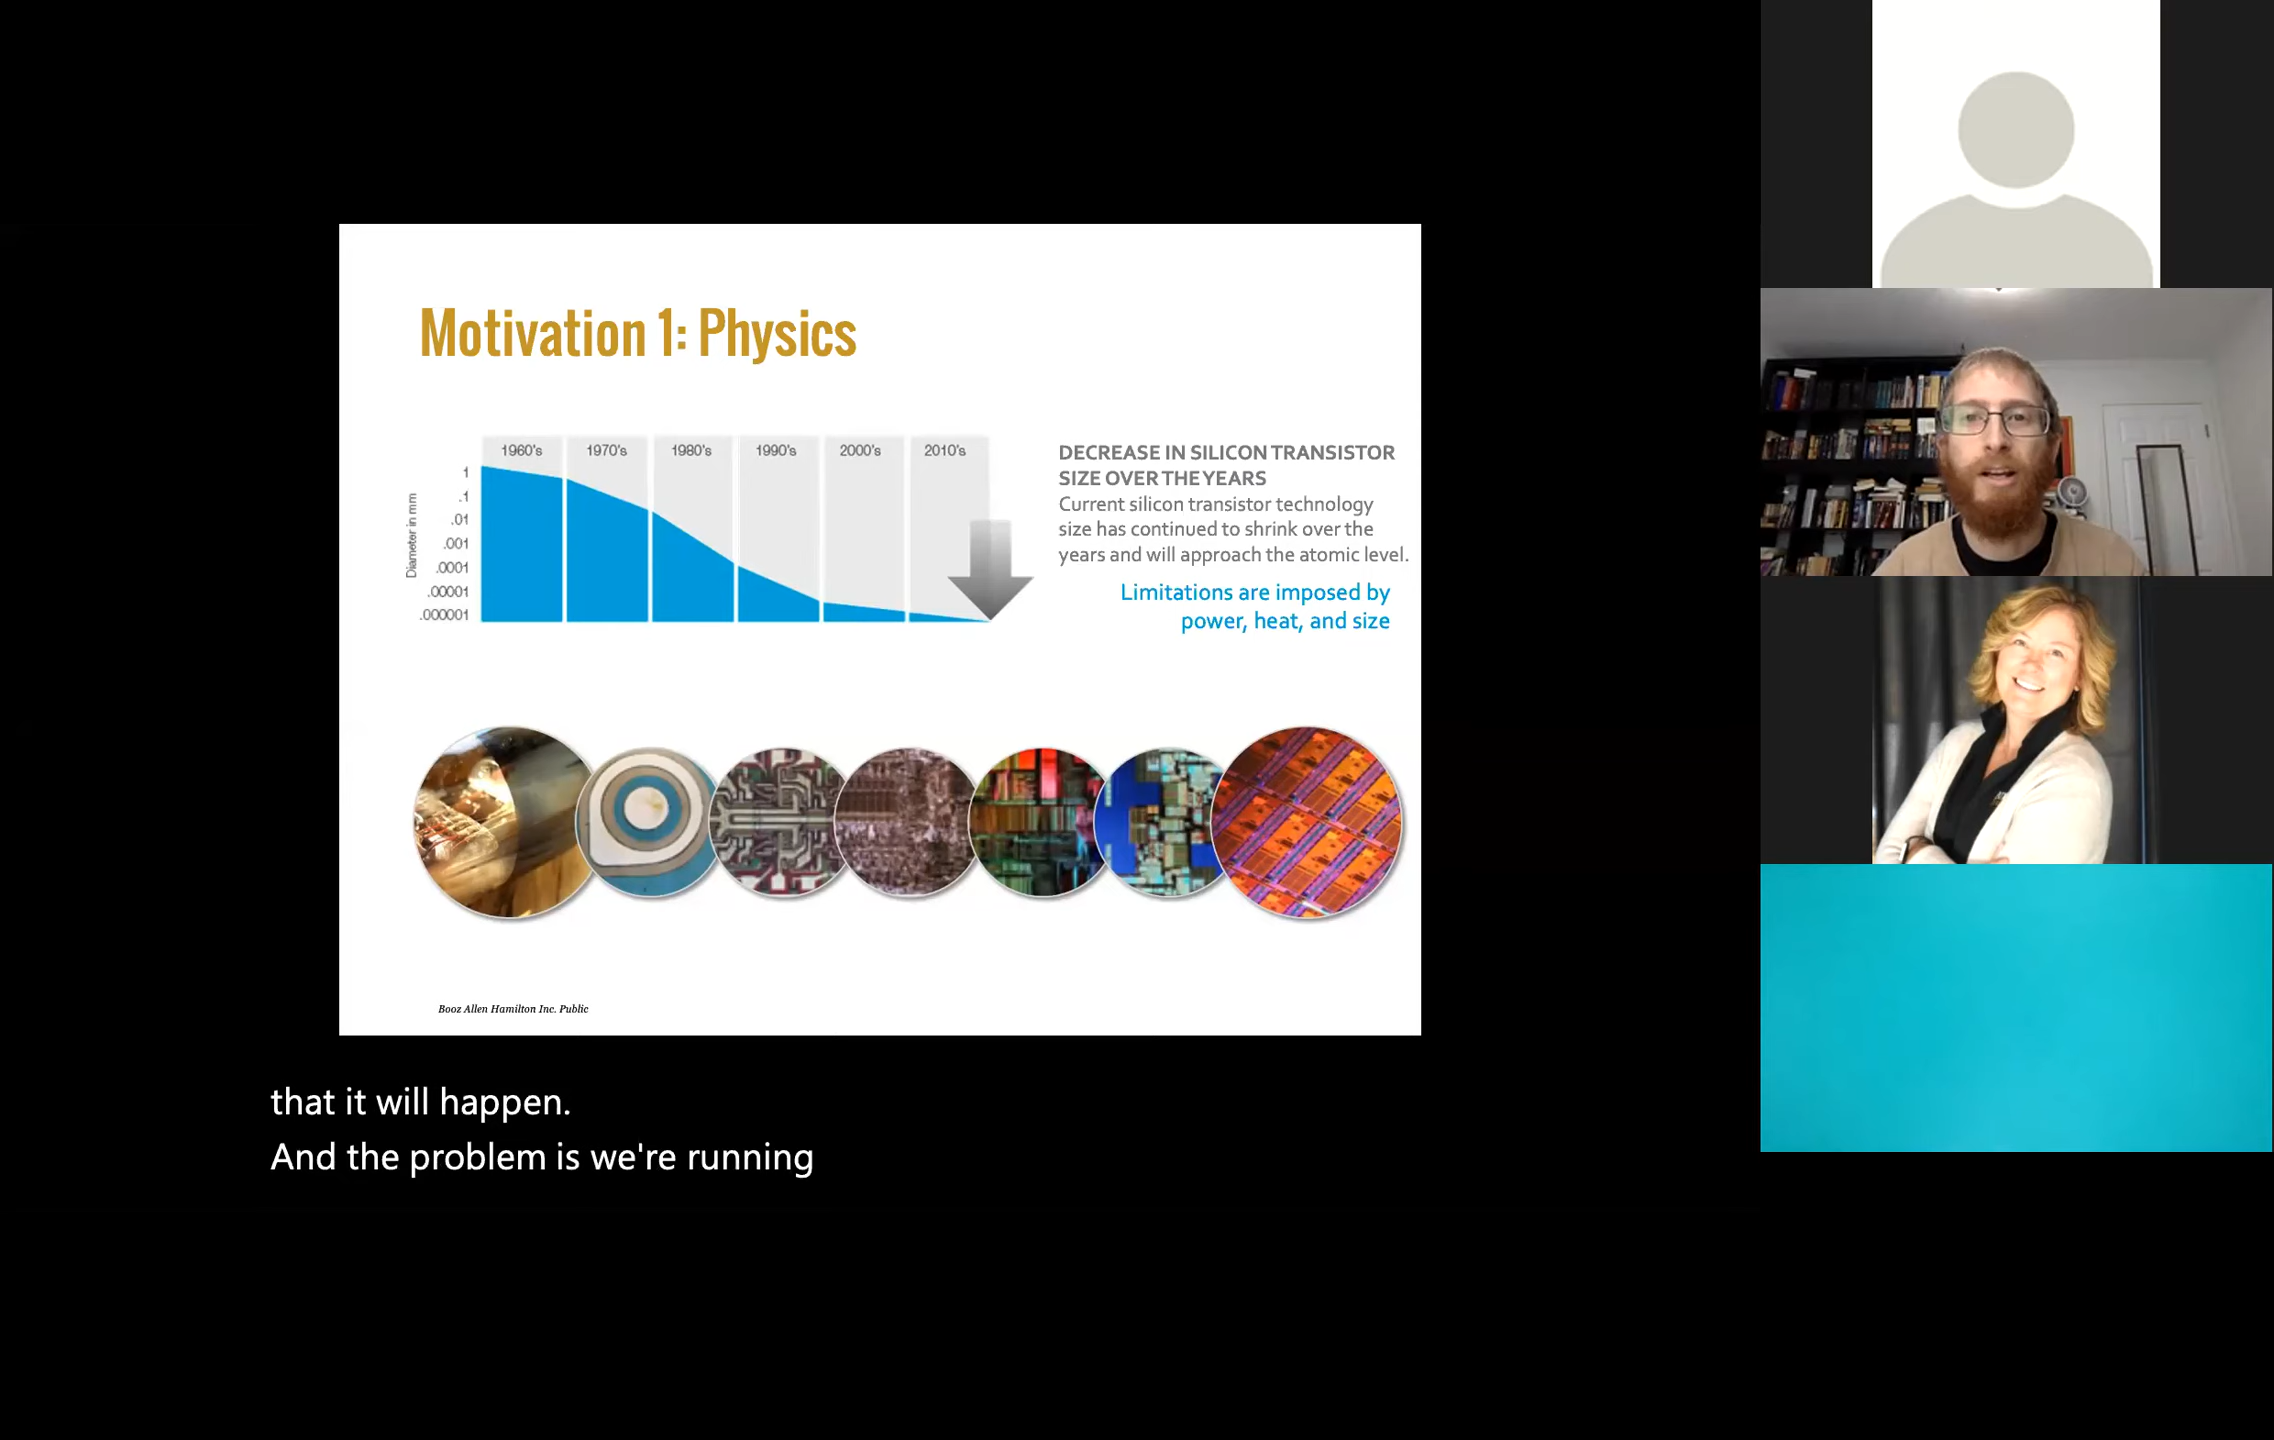 Motivation 1: Physics
1960's 1970's 1980's 1990's 2000's 2010's
Diameter in mm
1
.1
.01
.001
.0001
.00001
.000001
DECREASE IN SILICON TRANSISTOR
SIZE OVER THE YEARS
Current silicon transistor technology
size has continued to shrink over the
years and will approach the atomic level.
Limitations are imposed by
power, heat, and size
Booz Allen Hamilton Inc. Public
that it will happen.
And the problem is we're running